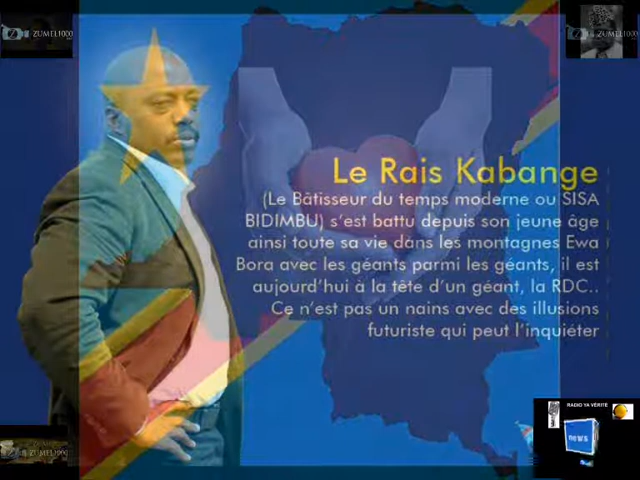 ZUMEL1000
ZUMEL1000
Le Rais Kabange
(Le Bâtisseur du temps moderne ou SISA
BIDIMBU) s'est battu depuis son jeune âge
ainsi toute sa vie dans les montagnes Ewa
Bora avec les géants parmi les géants, il est
aujourd'hui à la tête d'un géant, la RDC..
Ce n'est pas un nains avec des illusions
futuriste qui peut l'inquiéter
RADIO YA VÉRITE
news
ZUMEL1000